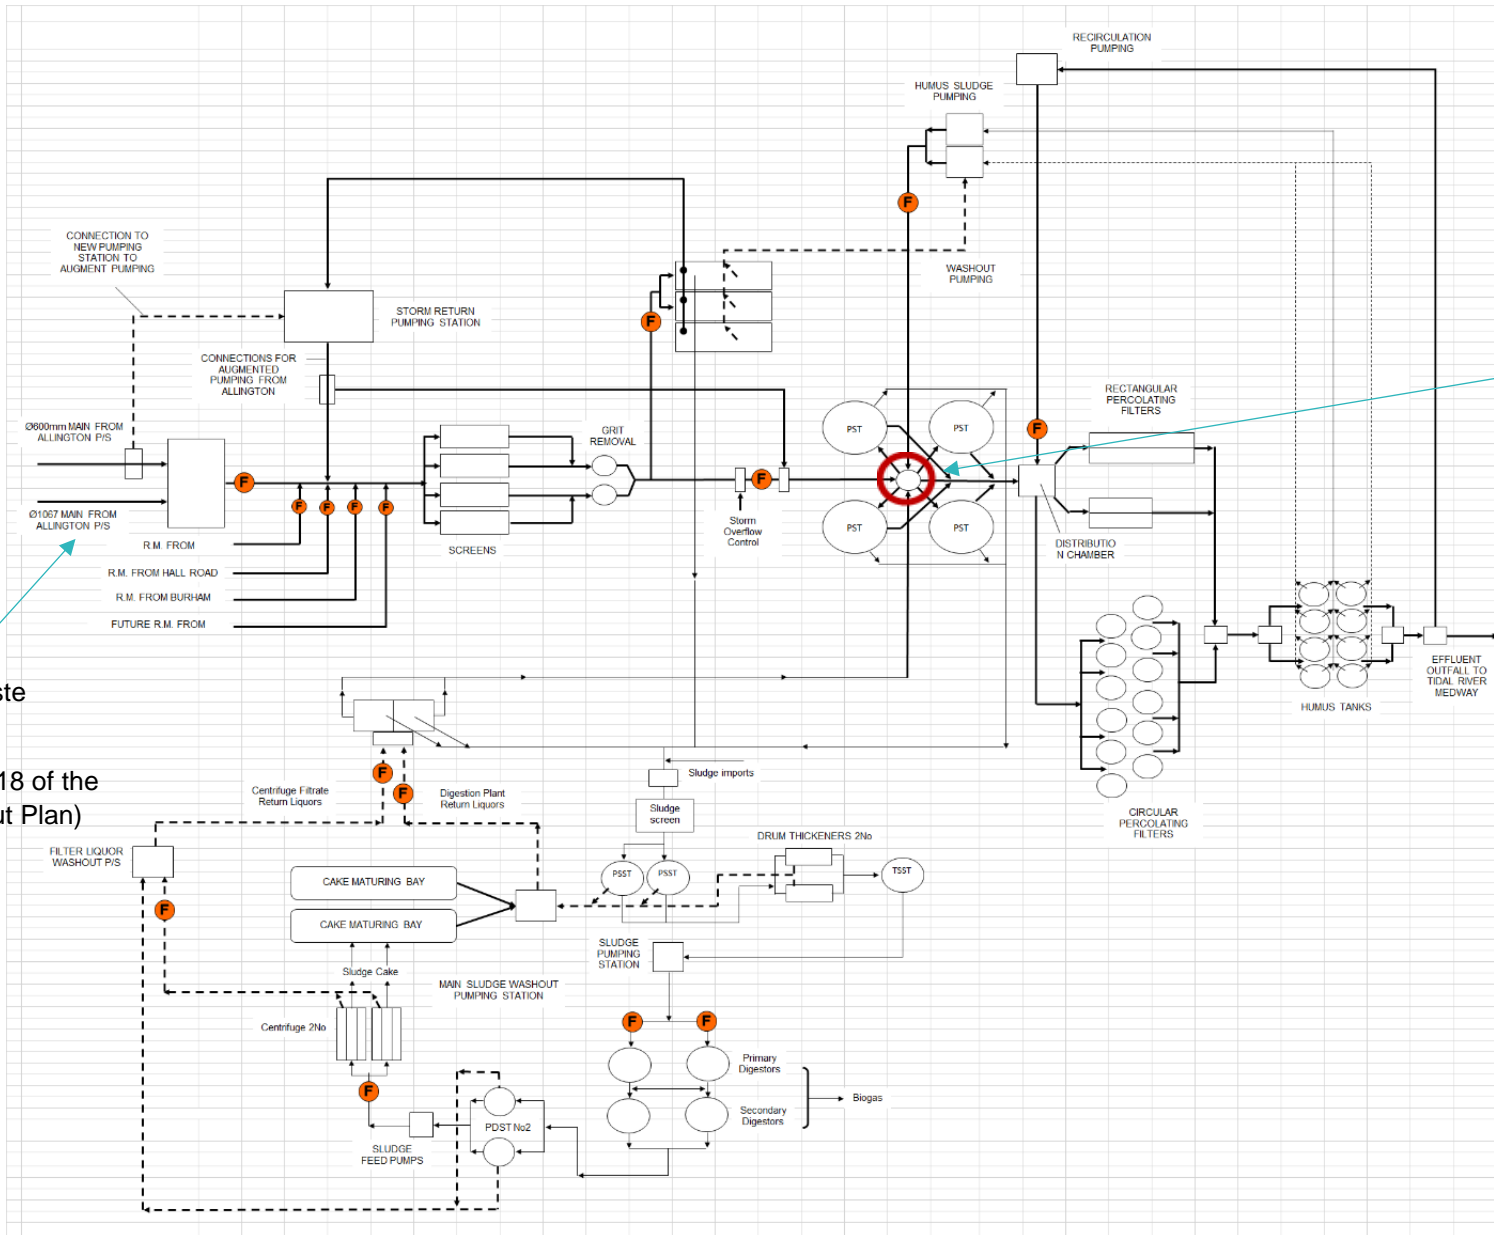 RECIRCULATION
PUMPING
HUMUS SLUDGE
PUMPING
F
CONNECTION TO
NEW PUMPING
STATION TO
AUGMENT PUMPING
WASHOUT
PUMPING
STORM RETURN
PUMPING STATION
F
CONNECTIONS FOR
AUGMENTED
PUMPING FROM
ALLINGTON
RECTANGULAR
PERCOLATING
FILTERS
Ø600mm MAIN FROM
ALLINGTON P/S
GRIT
REMOVAL
PST
PST
F
F
F
Ø1067 MAIN FROM
ALLINGTON P/S
F
F
F
F
Storm
Overflow
Control
PST
PST
R.M. FROM
SCREENS
DISTRIBUTIO
N CHAMBER
R.M. FROM HALL ROAD
R.M. FROM BURHAM
FUTURE R.M. FROM
EFFLUENT
OUTFALL TO
TIDAL RIVER
MEDWAY
HUMUS TANKS
ste
18 of the
ut Plan)
F
Sludge imports
Centrifuge Filtrate
Return Liquors
F
Digestion Plant
Return Liquors
Sludge
screen
CIRCULAR
PERCOLATING
FILTERS
FILTER LIQUOR
WASHOUT P/S
DRUM THICKENERS 2No
CAKE MATURING BAY
PSST
PSST
TSST
F
CAKE MATURING BAY
SLUDGE
PUMPING
STATION
Sludge Cake
MAIN SLUDGE WASHOUT
PUMPING STATION
Centrifuge 2No
F
F
Primary
Digestors
F
Biogas
Secondary
Digestors
PDST No2
SLUDGE
FEED PUMPS